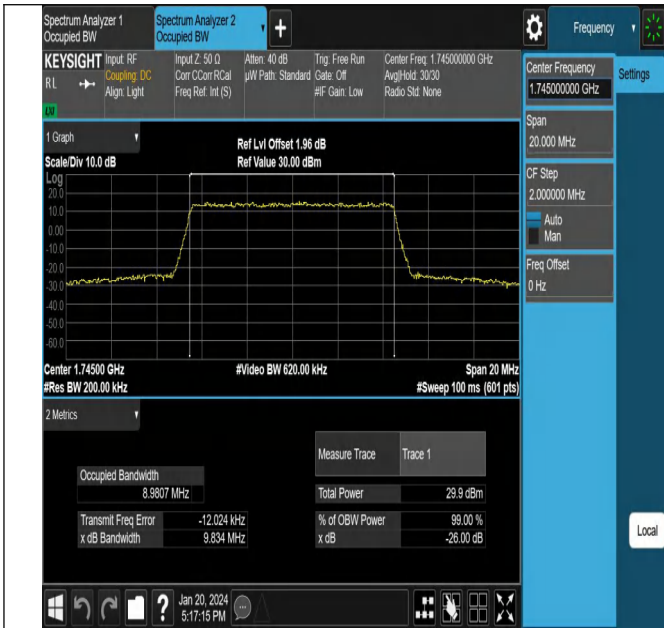 Spectrum Analyzer 1
Occupied BW
Spectrum Analyzer 2
Occupied BW
Frequency
KEYSIGHT
RL
LXI
Input: RF
Coupling: DC
Align: Light
Input Z: 50 Ω
Corr CCorr RCal
Freq Ref: Int (S)
Atten: 40 dB
µW Path: Standard
Trig: Free Run
Gate: Off
#IF Gain: Low
Center Freq: 1.745000000 GHz
Avg|Hold: 30/30
Radio Std: None
Center Frequency
1.745000000 GHz
Settings
Span
20.000 MHz
CF Step
2.000000 MHz
Auto
Man
Freq Offset
0 Hz
Local
1 Graph
Scale/Div 10.0 dB
Ref Lvl Offset 1.96 dB
Ref Value 30.00 dBm
Log
20.0
10.0
0.00
-10.0
-20.0
-30.0
-40.0
-50.0
-60.0
Center 1.74500 GHz
#Video BW 620.00 kHz
Span 20 MHz
#Res BW 200.00 kHz
#Sweep 100 ms (601 pts)
2 Metrics
Measure Trace Trace 1
Occupied Bandwidth
8.9807 MHz
Total Power 29.9 dBm
Transmit Freq Error -12.024 kHz
% of OBW Power 99.00 %
x dB Bandwidth 9.834 MHz
x dB -26.00 dB
?
Jan 20, 2024
5:17:15 PM